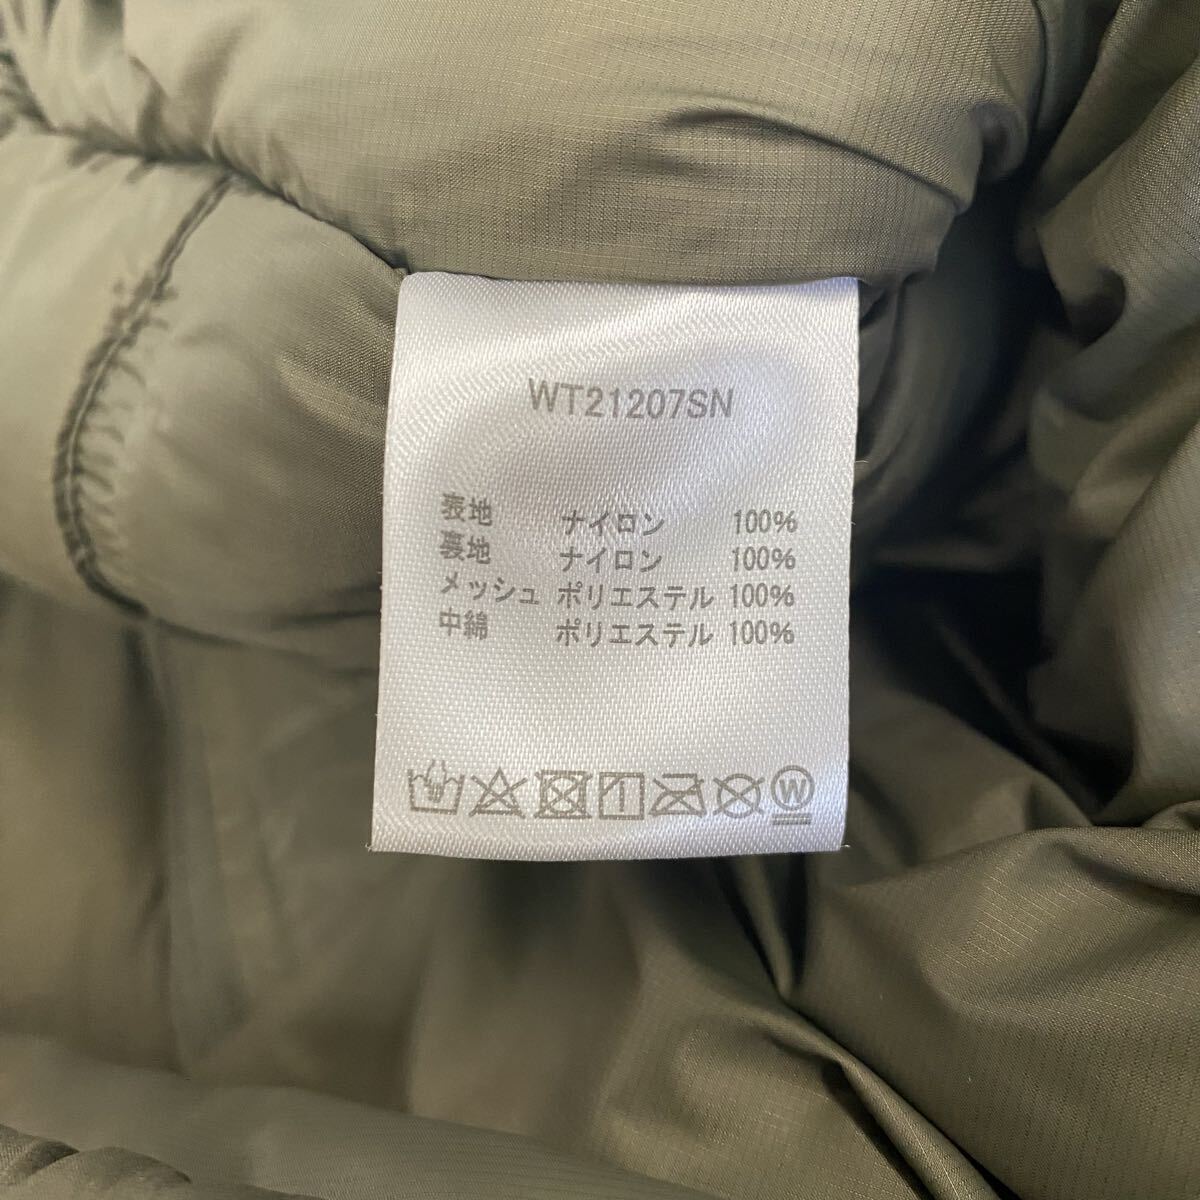 WT21207SN
表地 ナイロン 100%
裏地 ナイロン 100%
メッシュ ポリエステル 100%
中綿 ポリエステル 100%
W